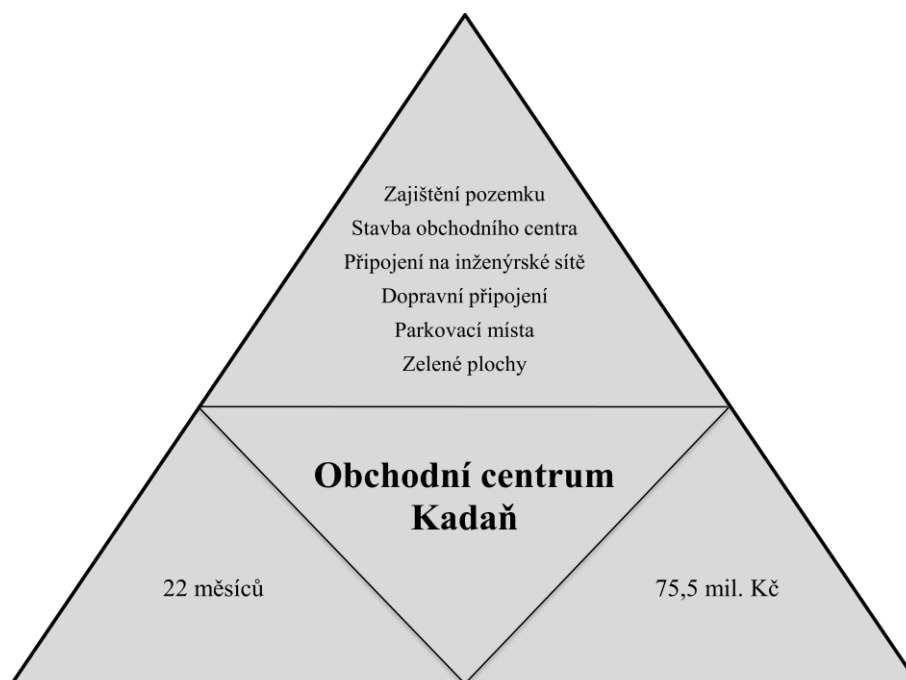 Zajištění pozemku
Stavba obchodního centra
Připojení na inženýrské sítě
Dopravní připojení
Parkovací místa
Zelené plochy
Obchodní centrum
Kadaň
22 měsíců
75,5 mil. Kč